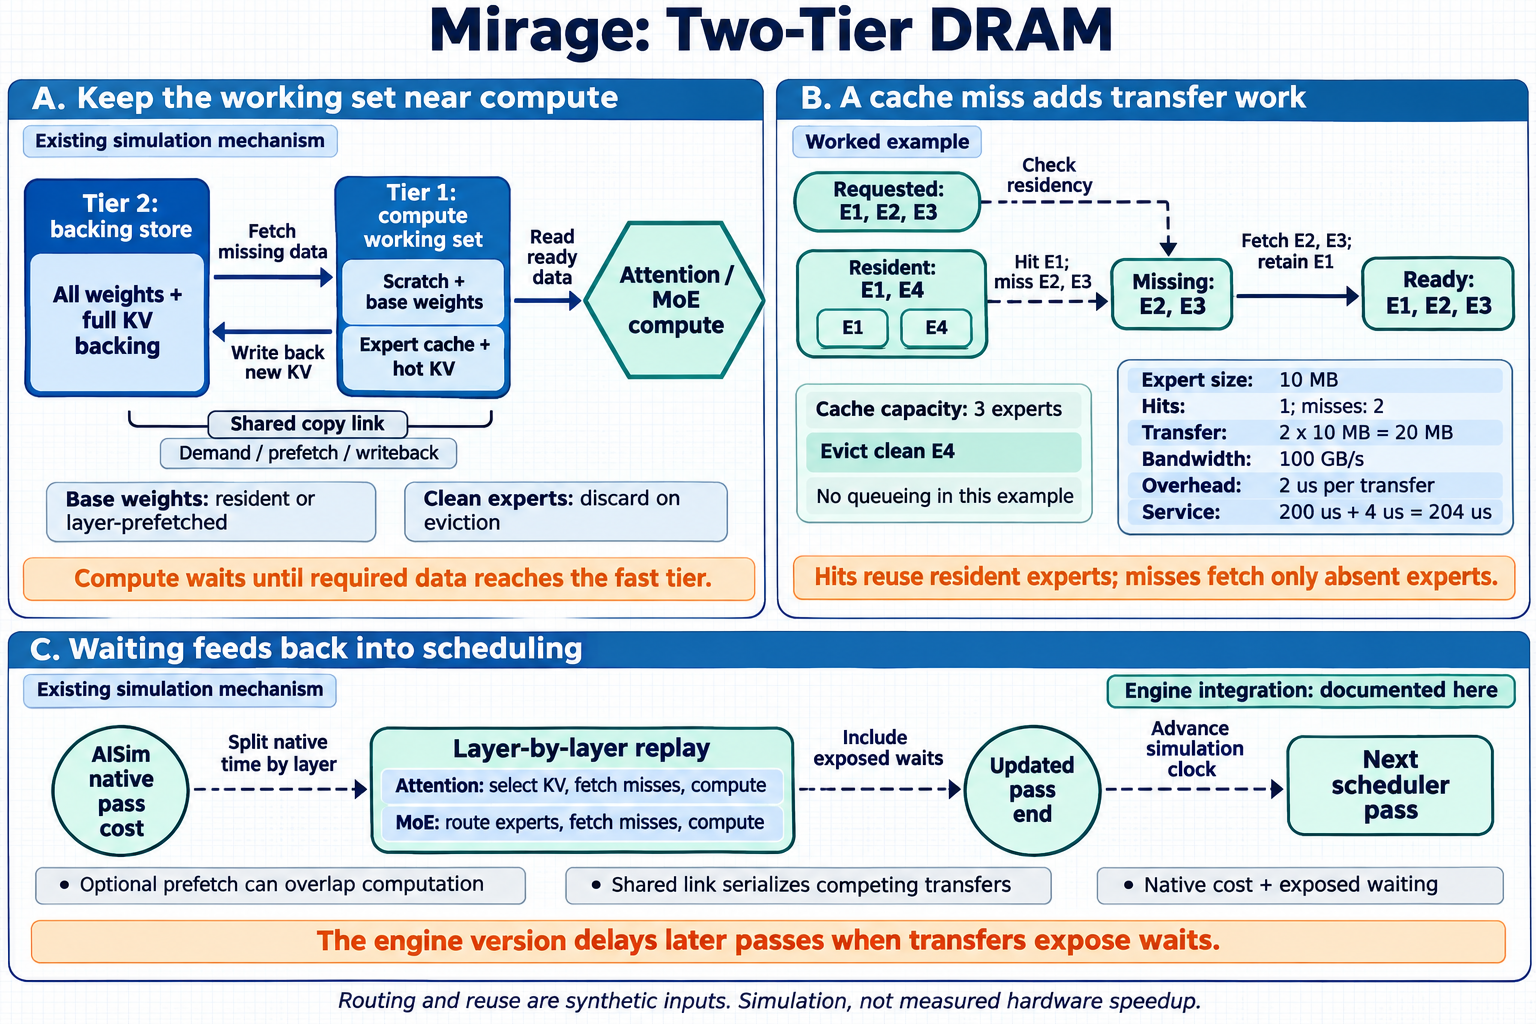 Mirage: Two-Tier DRAM
A. Keep the working set near compute
Existing simulation mechanism
Tier 2:
backing store
All weights +
full KV
backing
Fetch
missing data
Write back
new KV
Tier 1:
compute
working set
Scratch +
base weights
Expert cache +
hot KV
Read
ready
data
Attention /
MoE
compute
Shared copy link
Demand / prefetch / writeback
Base weights: resident or
layer-prefetched
Clean experts: discard on
eviction
Compute waits until required data reaches the fast tier.
B. A cache miss adds transfer work
Worked example
Requested:
E1, E2, E3
Check
residency
Resident:
E1, E4
E1
E4
Hit E1;
miss E2, E3
Missing:
E2, E3
Fetch E2, E3;
retain E1
Ready:
E1, E2, E3
Cache capacity: 3 experts
Evict clean E4
No queueing in this example
Expert size: 10 MB
Hits: 1; misses: 2
Transfer: 2 x 10 MB = 20 MB
Bandwidth: 100 GB/s
Overhead: 2 us per transfer
Service: 200 us + 4 us = 204 us
Hits reuse resident experts; misses fetch only absent experts.
C. Waiting feeds back into scheduling
Existing simulation mechanism
Engine integration: documented here
AISim
native
pass
cost
Split native
time by layer
Layer-by-layer replay
Attention: select KV, fetch misses, compute
MoE: route experts, fetch misses, compute
Include
exposed waits
Updated
pass
end
Advance
simulation
clock
Next
scheduler
pass
• Optional prefetch can overlap computation
• Shared link serializes competing transfers
• Native cost + exposed waiting
The engine version delays later passes when transfers expose waits.
Routing and reuse are synthetic inputs. Simulation, not measured hardware speedup.